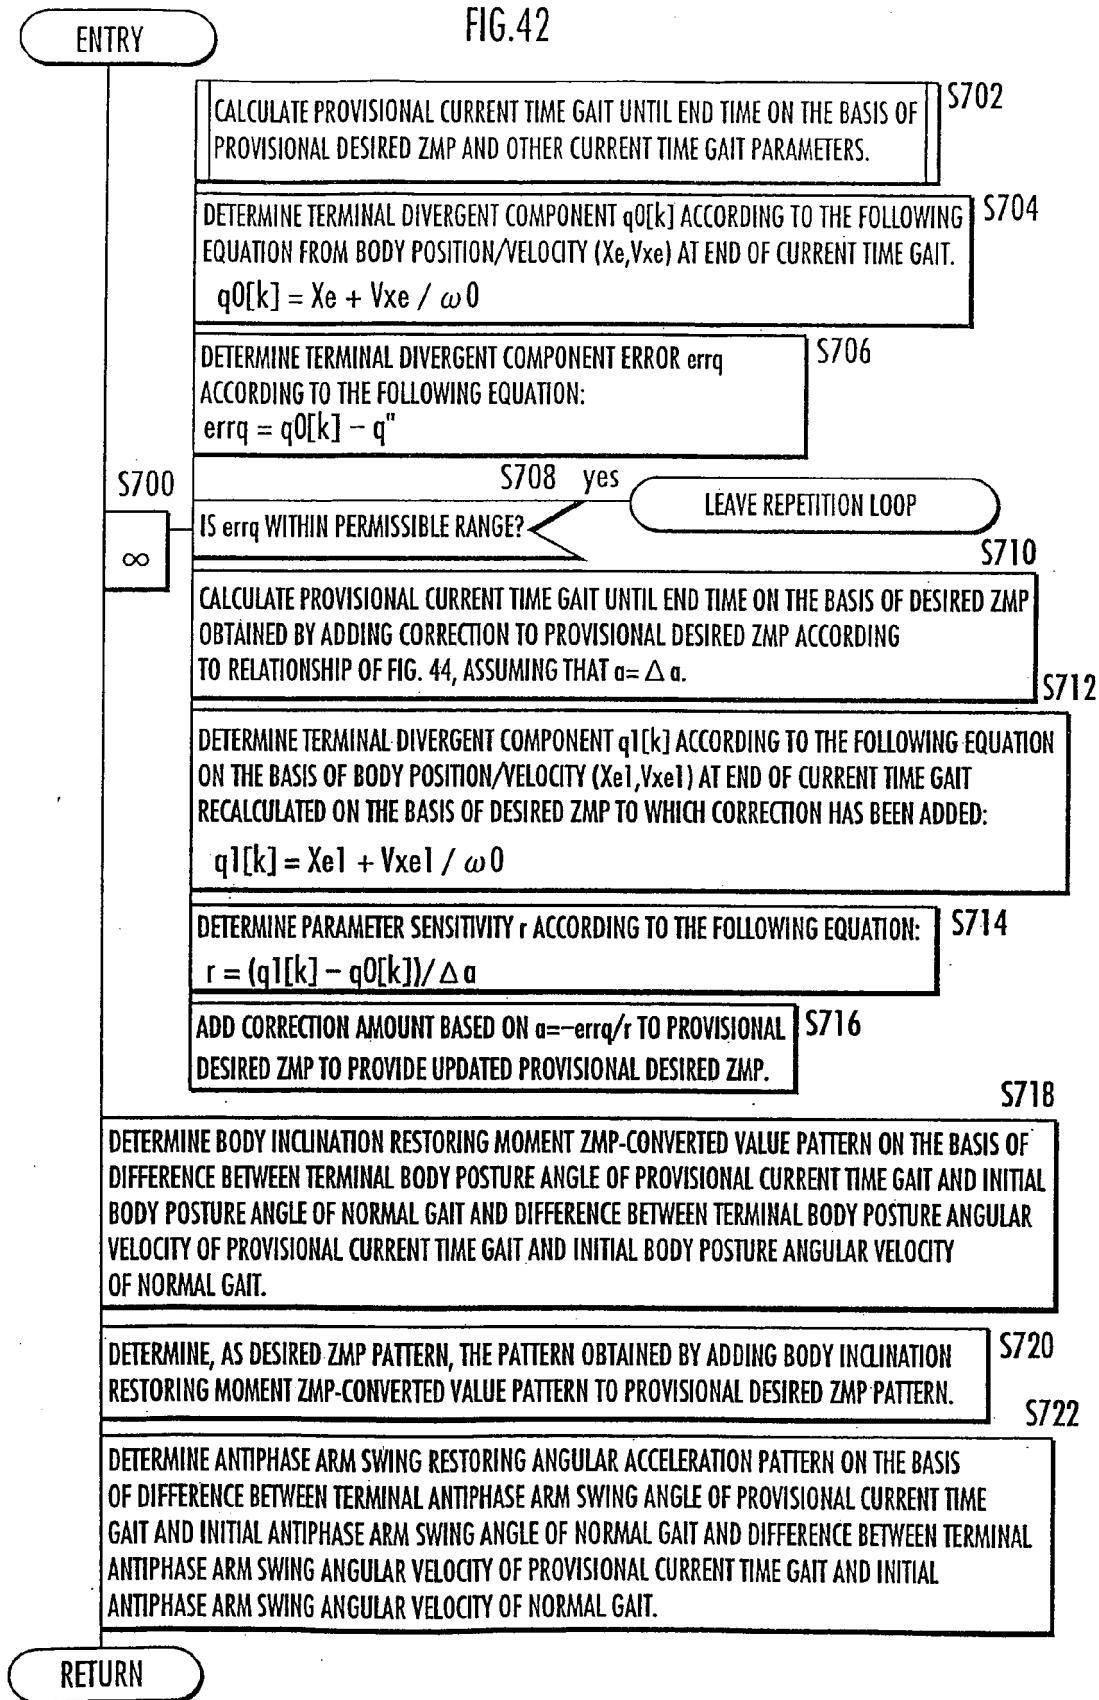 FIG.42
ENTRY
S702
CALCULATE PROVISIONAL CURRENT TIME GAIT UNTIL END TIME ON THE BASIS OF
PROVISIONAL DESIRED ZMP AND OTHER CURRENT TIME GAIT PARAMETERS.
S704
DETERMINE TERMINAL DIVERGENT COMPONENT q0[k] ACCORDING TO THE FOLLOWING
EQUATION FROM BODY POSITION/VELOCITY (Xe,Vxe) AT END OF CURRENT TIME GAIT.
q0[k] = Xe + Vxe / ω0
S706
DETERMINE TERMINAL DIVERGENT COMPONENT ERROR errq
ACCORDING TO THE FOLLOWING EQUATION:
errq = q0[k] − q"
S700
∞
S708 yes
IS errq WITHIN PERMISSIBLE RANGE?
LEAVE REPETITION LOOP
S710
CALCULATE PROVISIONAL CURRENT TIME GAIT UNTIL END TIME ON THE BASIS OF DESIRED ZMP
OBTAINED BY ADDING CORRECTION TO PROVISIONAL DESIRED ZMP ACCORDING
TO RELATIONSHIP OF FIG. 44, ASSUMING THAT a= Δ a.
S712
DETERMINE TERMINAL DIVERGENT COMPONENT q1[k] ACCORDING TO THE FOLLOWING EQUATION
ON THE BASIS OF BODY POSITION/VELOCITY (Xe1,Vxe1) AT END OF CURRENT TIME GAIT
RECALCULATED ON THE BASIS OF DESIRED ZMP TO WHICH CORRECTION HAS BEEN ADDED:
q1[k] = Xe1 + Vxe1 / ω0
S714
DETERMINE PARAMETER SENSITIVITY r ACCORDING TO THE FOLLOWING EQUATION:
r = (q1[k] − q0[k])/ Δ a
S716
ADD CORRECTION AMOUNT BASED ON a=−errq/r TO PROVISIONAL
DESIRED ZMP TO PROVIDE UPDATED PROVISIONAL DESIRED ZMP.
S718
DETERMINE BODY INCLINATION RESTORING MOMENT ZMP-CONVERTED VALUE PATTERN ON THE BASIS OF
DIFFERENCE BETWEEN TERMINAL BODY POSTURE ANGLE OF PROVISIONAL CURRENT TIME GAIT AND INITIAL
BODY POSTURE ANGLE OF NORMAL GAIT AND DIFFERENCE BETWEEN TERMINAL BODY POSTURE ANGULAR
VELOCITY OF PROVISIONAL CURRENT TIME GAIT AND INITIAL BODY POSTURE ANGULAR VELOCITY
OF NORMAL GAIT.
S720
DETERMINE, AS DESIRED ZMP PATTERN, THE PATTERN OBTAINED BY ADDING BODY INCLINATION
RESTORING MOMENT ZMP-CONVERTED VALUE PATTERN TO PROVISIONAL DESIRED ZMP PATTERN.
S722
DETERMINE ANTIPHASE ARM SWING RESTORING ANGULAR ACCELERATION PATTERN ON THE BASIS
OF DIFFERENCE BETWEEN TERMINAL ANTIPHASE ARM SWING ANGLE OF PROVISIONAL CURRENT TIME
GAIT AND INITIAL ANTIPHASE ARM SWING ANGLE OF NORMAL GAIT AND DIFFERENCE BETWEEN TERMINAL
ANTIPHASE ARM SWING ANGULAR VELOCITY OF PROVISIONAL CURRENT TIME GAIT AND INITIAL
ANTIPHASE ARM SWING ANGULAR VELOCITY OF NORMAL GAIT.
RETURN